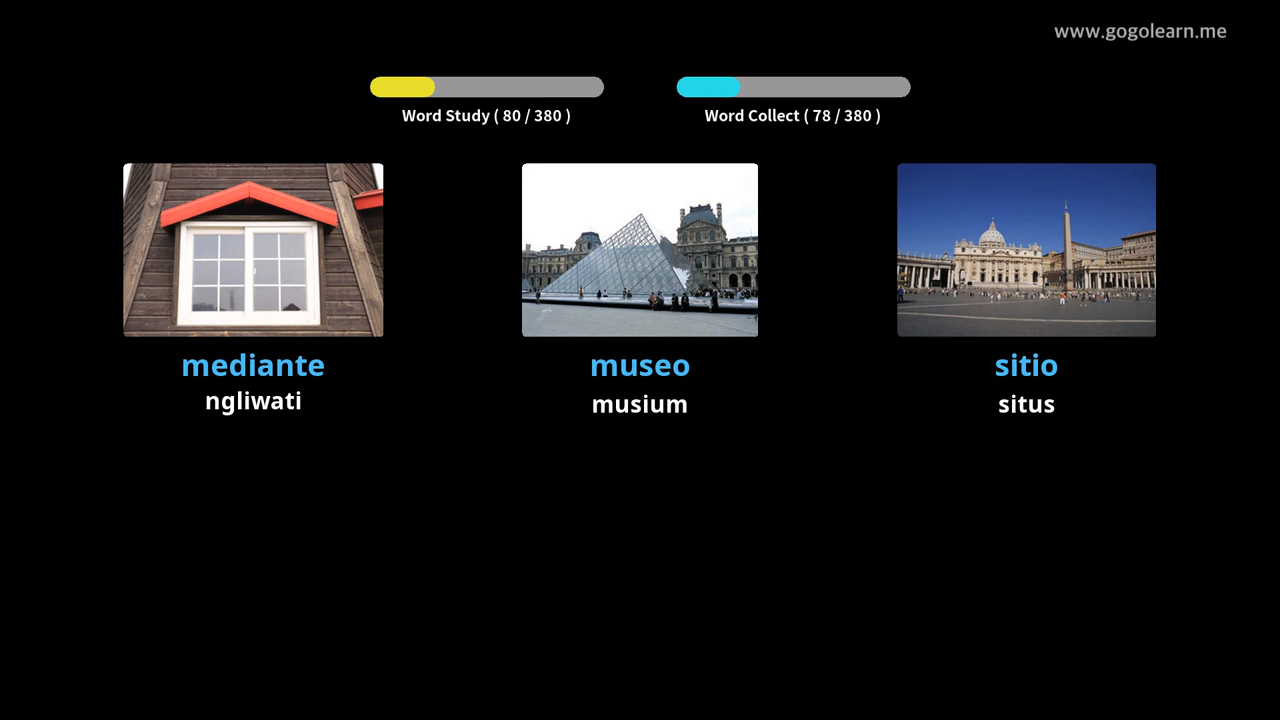 www.gogolearn.me
Word Study ( 80 / 380 )
Word Collect ( 78 / 380 )
mediante
ngliwati
museo
musium
sitio
situs